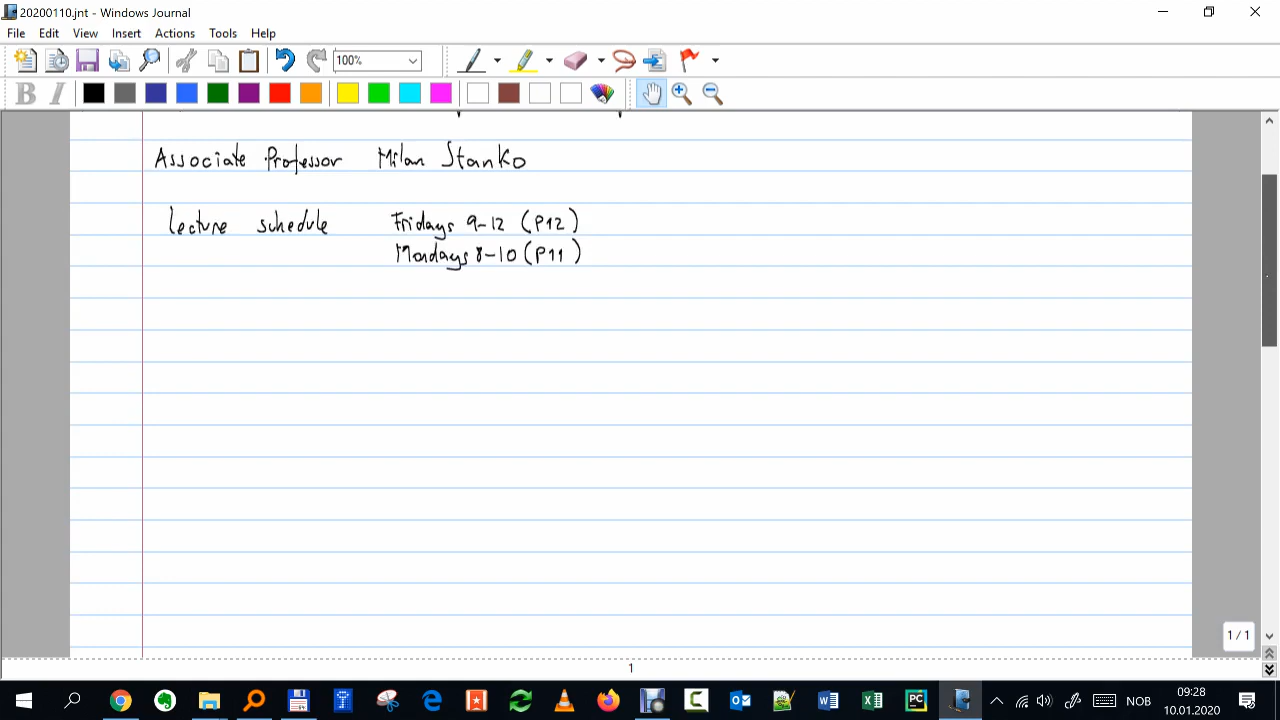 20200110.jnt - Windows Journal
File Edit View Insert Actions Tools Help
100%
B I
Associate Professor Milan Stanko
lecture schedule Fridays 9-12 (P12)
Mondays 8-10 (P11)
1 / 1
1
NOB
09:28
10.01.2020